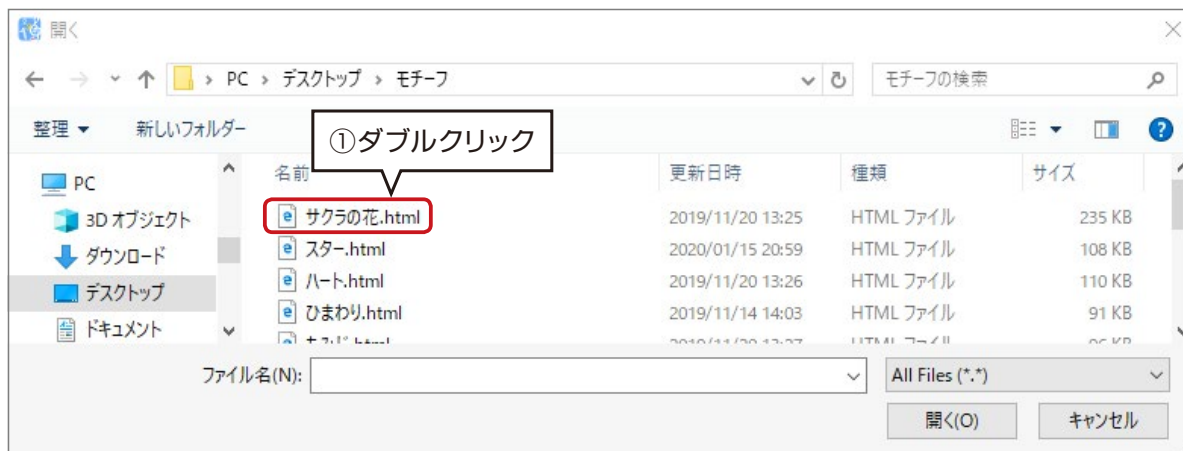 開く
PC > デスクトップ > モチーフ
モチーフの検索
整理 新しいフォルダー
①ダブルクリック
名前 更新日時 種類 サイズ
PC
3D オブジェクト
ダウンロード
デスクトップ
ドキュメント
サクラの花.html 2019/11/20 13:25 HTML ファイル 235 KB
スター.html 2020/01/15 20:59 HTML ファイル 108 KB
ハート.html 2019/11/20 13:26 HTML ファイル 110 KB
ひまわり.html 2019/11/14 14:03 HTML ファイル 91 KB
ファイル名(N):
All Files (*.*)
開く(O) キャンセル